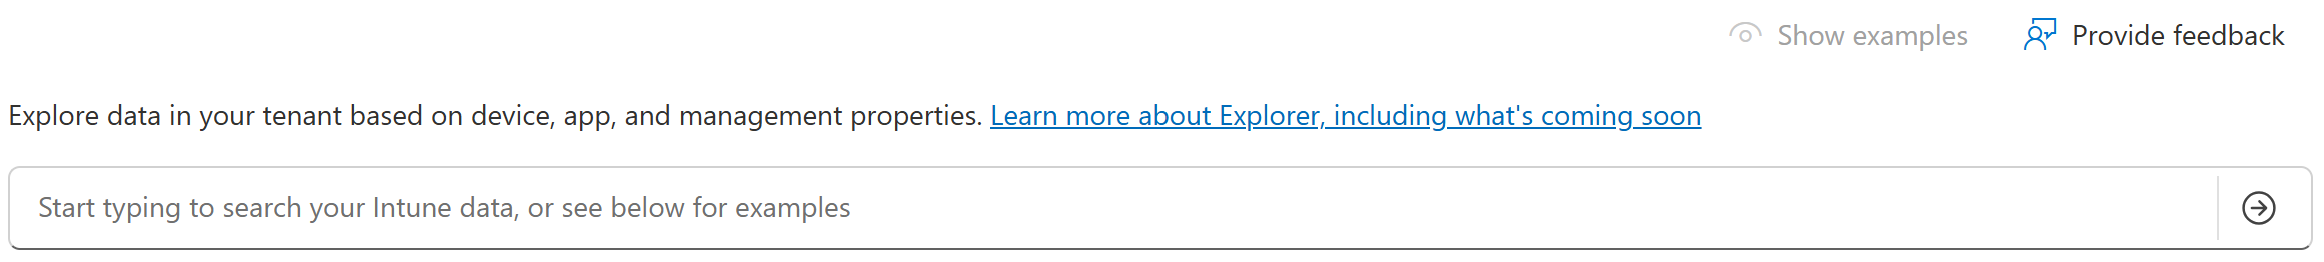 Show examples Provide feedback
Explore data in your tenant based on device, app, and management properties. Learn more about Explorer, including what's coming soon
Start typing to search your Intune data, or see below for examples